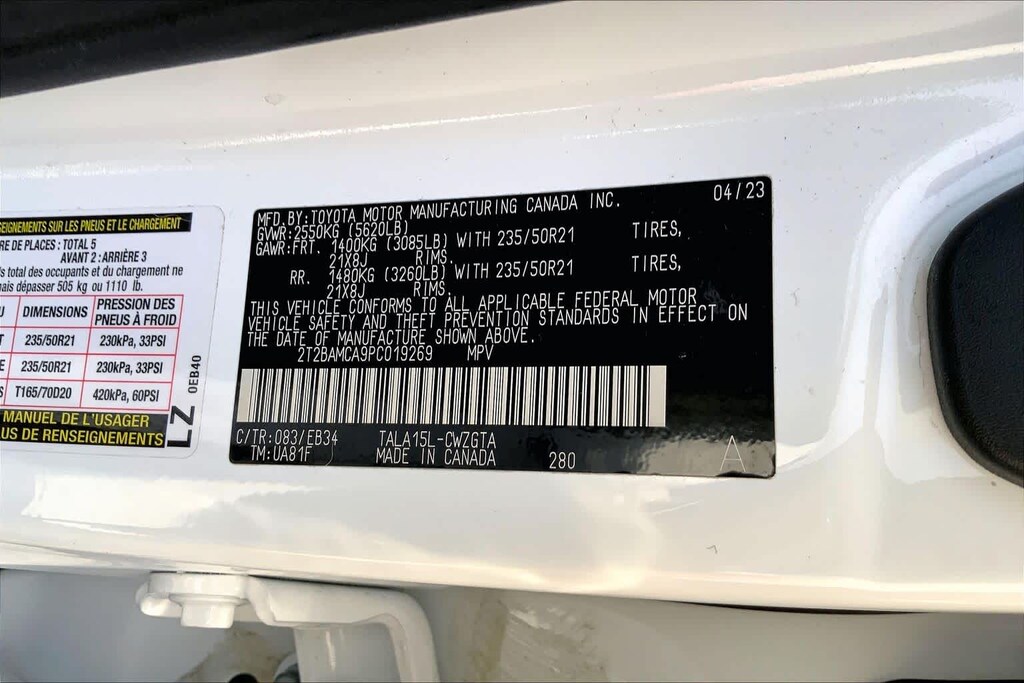 SEIGNEMENTS SUR LES PNEUS ET LE CHARGEMENT
RE DE PLACES : TOTAL 5
AVANT 2 : ARRIÈRE 3
s total des occupants et du chargement ne
mais dépasser 505 kg ou 1110 lb.
DIMENSIONS PRESSION DES PNEUS À FROID
235/50R21 230kPa, 33PSI
235/50R21 230kPa, 33PSI
T165/70D20 420kPa, 60PSI
MANUEL DE L'USAGER
LUS DE RENSEIGNEMENTS
LZ 0EB40
04/23
MFD.BY:TOYOTA MOTOR MANUFACTURING CANADA INC.
GVWR:2550KG (5620LB)
GAWR:FRT. 1400KG (3085LB) WITH 235/50R21 TIRES,
21X8J RIMS.
RR. 1480KG (3260LB) WITH 235/50R21 TIRES,
21X8J RIMS.
THIS VEHICLE CONFORMS TO ALL APPLICABLE FEDERAL MOTOR
VEHICLE SAFETY AND THEFT PREVENTION STANDARDS IN EFFECT ON
THE DATE OF MANUFACTURE SHOWN ABOVE.
2T2BAMCA9PC019269 MPV
C/TR:083/EB34 TALA15L-CWZGTA
TM:UA81F MADE IN CANADA 280 A